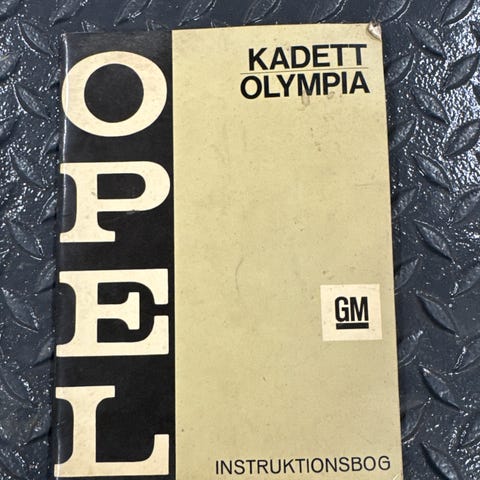 OPEL
KADETT
OLYMPIA
GM
INSTRUKTIONSBOG